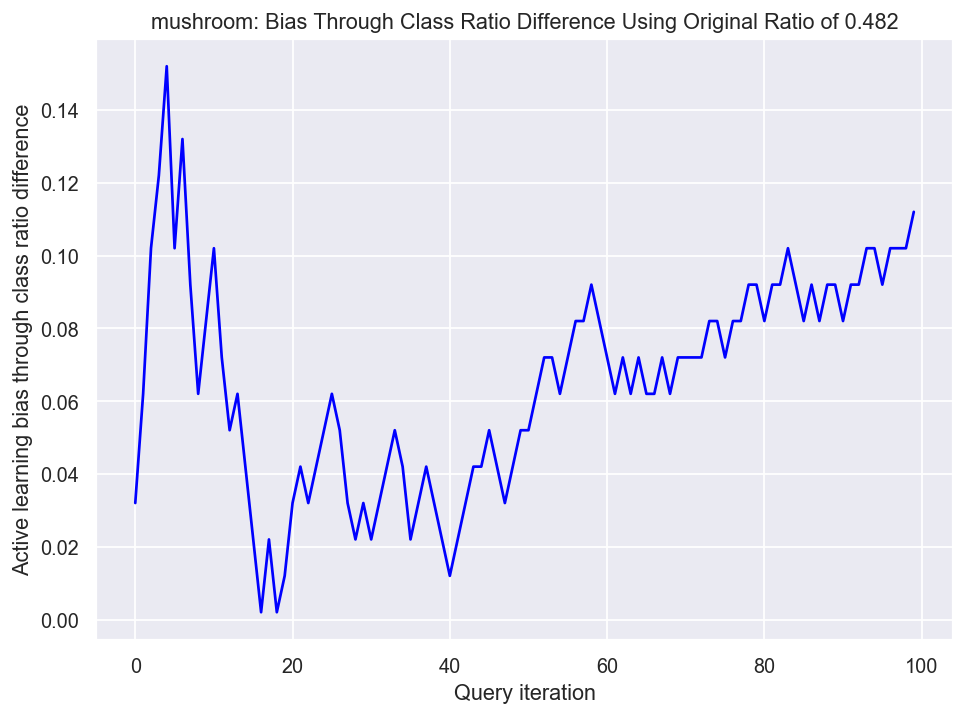 mushroom: Bias Through Class Ratio Difference Using Original Ratio of 0.482
Active learning bias through class ratio difference
0.14
0.12
0.10
0.08
0.06
0.04
0.02
0.00
0 20 40 60 80 100
Query iteration